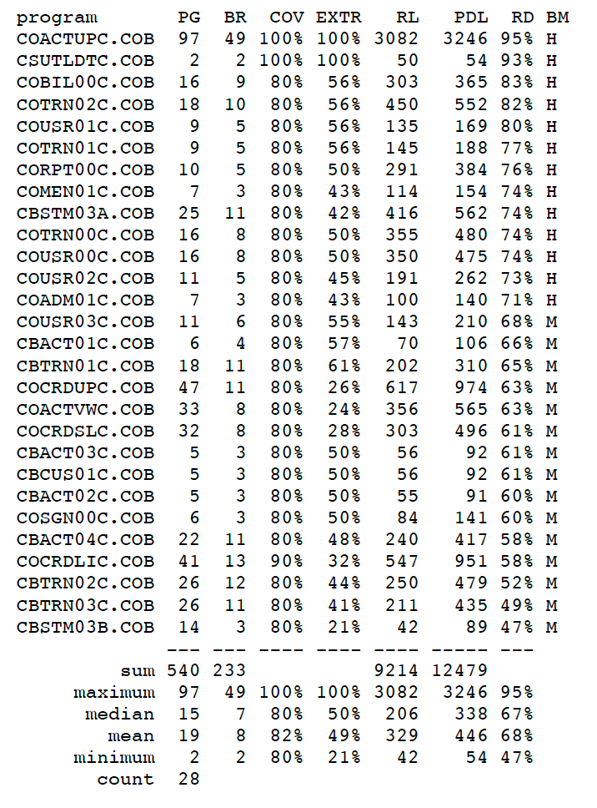 program PG BR COV EXTR RL PDL RD BM
COACTUPC.COB 97 49 100% 100% 3082 3246 95% H
CSUTLDTC.COB 2 2 100% 100% 50 54 93% H
COBIL00C.COB 16 9 80% 56% 303 365 83% H
COTRN02C.COB 18 10 80% 56% 450 552 82% H
COUSR01C.COB 9 5 80% 56% 135 169 80% H
COTRN01C.COB 9 5 80% 56% 145 188 77% H
CORPT00C.COB 10 5 80% 50% 291 384 76% H
COMEN01C.COB 7 3 80% 43% 114 154 74% H
CBSTM03A.COB 25 11 80% 42% 416 562 74% H
COTRN00C.COB 16 8 80% 50% 355 480 74% H
COUSR00C.COB 16 8 80% 50% 350 475 74% H
COUSR02C.COB 11 5 80% 45% 191 262 73% H
COADM01C.COB 7 3 80% 43% 100 140 71% H
COUSR03C.COB 11 6 80% 55% 143 210 68% M
CBACT01C.COB 6 4 80% 57% 70 106 66% M
CBTRN01C.COB 18 11 80% 61% 202 310 65% M
COCRDUPC.COB 47 11 80% 26% 617 974 63% M
COACTVWC.COB 33 8 80% 24% 356 565 63% M
COCRDSLC.COB 32 8 80% 28% 303 496 61% M
CBACT03C.COB 5 3 80% 50% 56 92 61% M
CBCUS01C.COB 5 3 80% 50% 56 92 61% M
CBACT02C.COB 5 3 80% 50% 55 91 60% M
COSGN00C.COB 6 3 80% 50% 84 141 60% M
CBACT04C.COB 22 11 80% 48% 240 417 58% M
COCRDLIC.COB 41 13 90% 32% 547 951 58% M
CBTRN02C.COB 26 12 80% 44% 250 479 52% M
CBTRN03C.COB 26 11 80% 41% 211 435 49% M
CBSTM03B.COB 14 3 80% 21% 42 89 47% M
--- --- ---- ---- ---- ----- ---
sum 540 233 9214 12479
maximum 97 49 100% 100% 3082 3246 95%
median 15 7 80% 50% 206 338 67%
mean 19 8 82% 49% 329 446 68%
minimum 2 2 80% 21% 42 54 47%
count 28